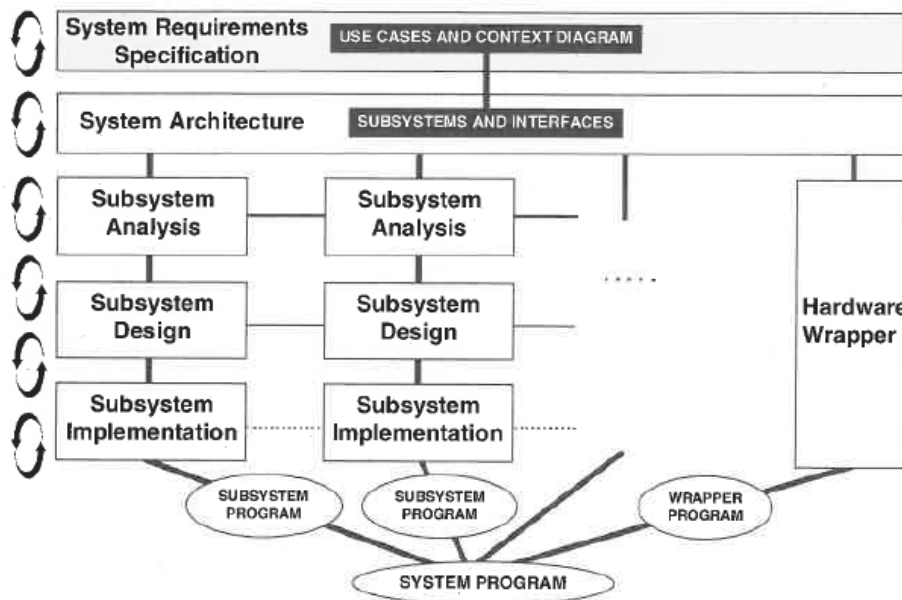 System Requirements
Specification
USE CASES AND CONTEXT DIAGRAM
System Architecture
SUBSYSTEMS AND INTERFACES
Subsystem
Analysis
Subsystem
Analysis
Subsystem
Design
Subsystem
Design
Hardware
Wrapper
Subsystem
Implementation
Subsystem
Implementation
SUBSYSTEM
PROGRAM
SUBSYSTEM
PROGRAM
WRAPPER
PROGRAM
SYSTEM PROGRAM